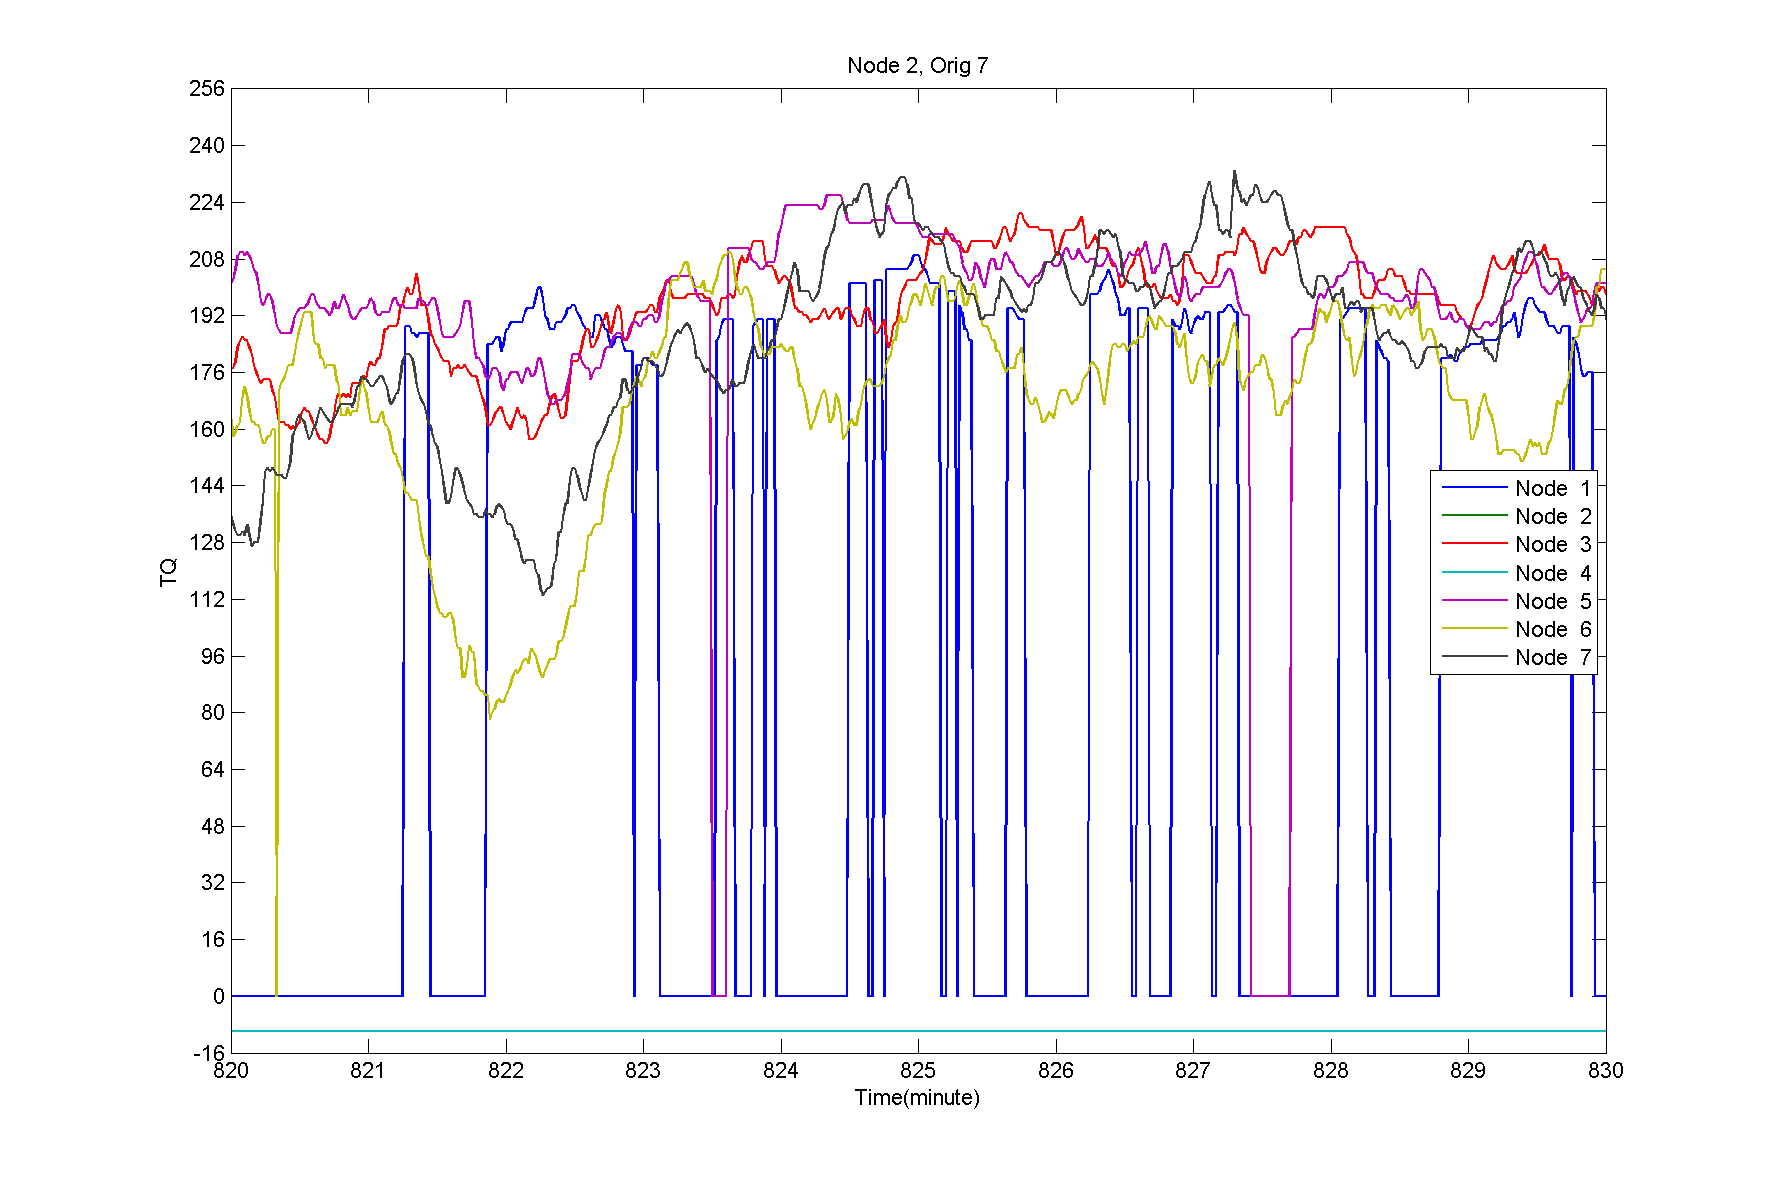 Node 2, Orig 7
256
240
224
208
192
176
160
144
128
112
96
80
64
48
32
16
0
-16
TQ
820 821 822 823 824 825 826 827 828 829 830
Time(minute)
Node 1
Node 2
Node 3
Node 4
Node 5
Node 6
Node 7